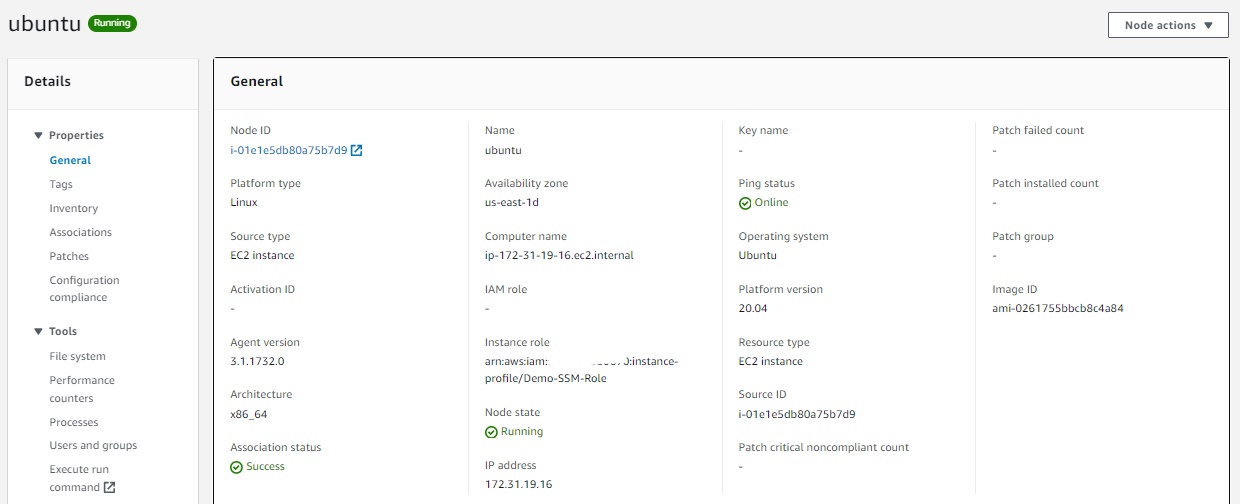 ubuntu Running
Node actions
Details
Properties
General
Tags
Inventory
Associations
Patches
Configuration
compliance
Tools
File system
Performance
counters
Processes
Users and groups
Execute run
command
General
Node ID
i-01e1e5db80a75b7d9
Platform type
Linux
Source type
EC2 instance
Activation ID
-
Agent version
3.1.1732.0
Architecture
x86_64
Association status
Success
Name
ubuntu
Availability zone
us-east-1d
Computer name
ip-172-31-19-16.ec2.internal
IAM role
-
Instance role
arn:aws:iam: :instance-
profile/Demo-SSM-Role
Node state
Running
IP address
172.31.19.16
Key name
-
Ping status
Online
Operating system
Ubuntu
Platform version
20.04
Resource type
EC2 instance
Source ID
i-01e1e5db80a75b7d9
Patch critical noncompliant count
-
Patch failed count
-
Patch installed count
-
Patch group
-
Image ID
ami-0261755bbcb8c4a84